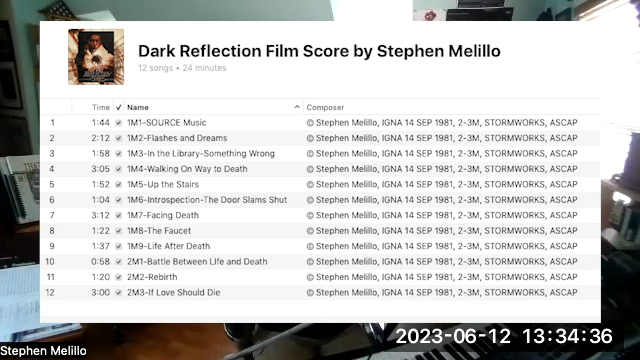 Dark Reflection Film Score by Stephen Melillo
12 songs • 24 minutes
Time ✓ Name Composer
1 1:44 1M1-SOURCE Music © Stephen Melillo, IGNA 14 SEP 1981, 2-3M, STORMWORKS, ASCAP
2 2:12 1M2-Flashes and Dreams © Stephen Melillo, IGNA 14 SEP 1981, 2-3M, STORMWORKS, ASCAP
3 1:58 1M3-In the Library-Something Wrong © Stephen Melillo, IGNA 14 SEP 1981, 2-3M, STORMWORKS, ASCAP
4 3:05 1M4-Walking On Way to Death © Stephen Melillo, IGNA 14 SEP 1981, 2-3M, STORMWORKS, ASCAP
5 1:52 1M5-Up the Stairs © Stephen Melillo, IGNA 14 SEP 1981, 2-3M, STORMWORKS, ASCAP
6 1:04 1M6-Introspection-The Door Slams Shut © Stephen Melillo, IGNA 14 SEP 1981, 2-3M, STORMWORKS, ASCAP
7 3:12 1M7-Facing Death © Stephen Melillo, IGNA 14 SEP 1981, 2-3M, STORMWORKS, ASCAP
8 1:22 1M8-The Faucet © Stephen Melillo, IGNA 14 SEP 1981, 2-3M, STORMWORKS, ASCAP
9 1:37 1M9-Life After Death © Stephen Melillo, IGNA 14 SEP 1981, 2-3M, STORMWORKS, ASCAP
10 0:58 2M1-Battle Between LIfe and Death © Stephen Melillo, IGNA 14 SEP 1981, 2-3M, STORMWORKS, ASCAP
11 1:20 2M2-Rebirth © Stephen Melillo, IGNA 14 SEP 1981, 2-3M, STORMWORKS, ASCAP
12 3:00 2M3-If Love Should Die © Stephen Melillo, IGNA 14 SEP 1981, 2-3M, STORMWORKS, ASCAP
2023-06-12 13:34:36
Stephen Melillo